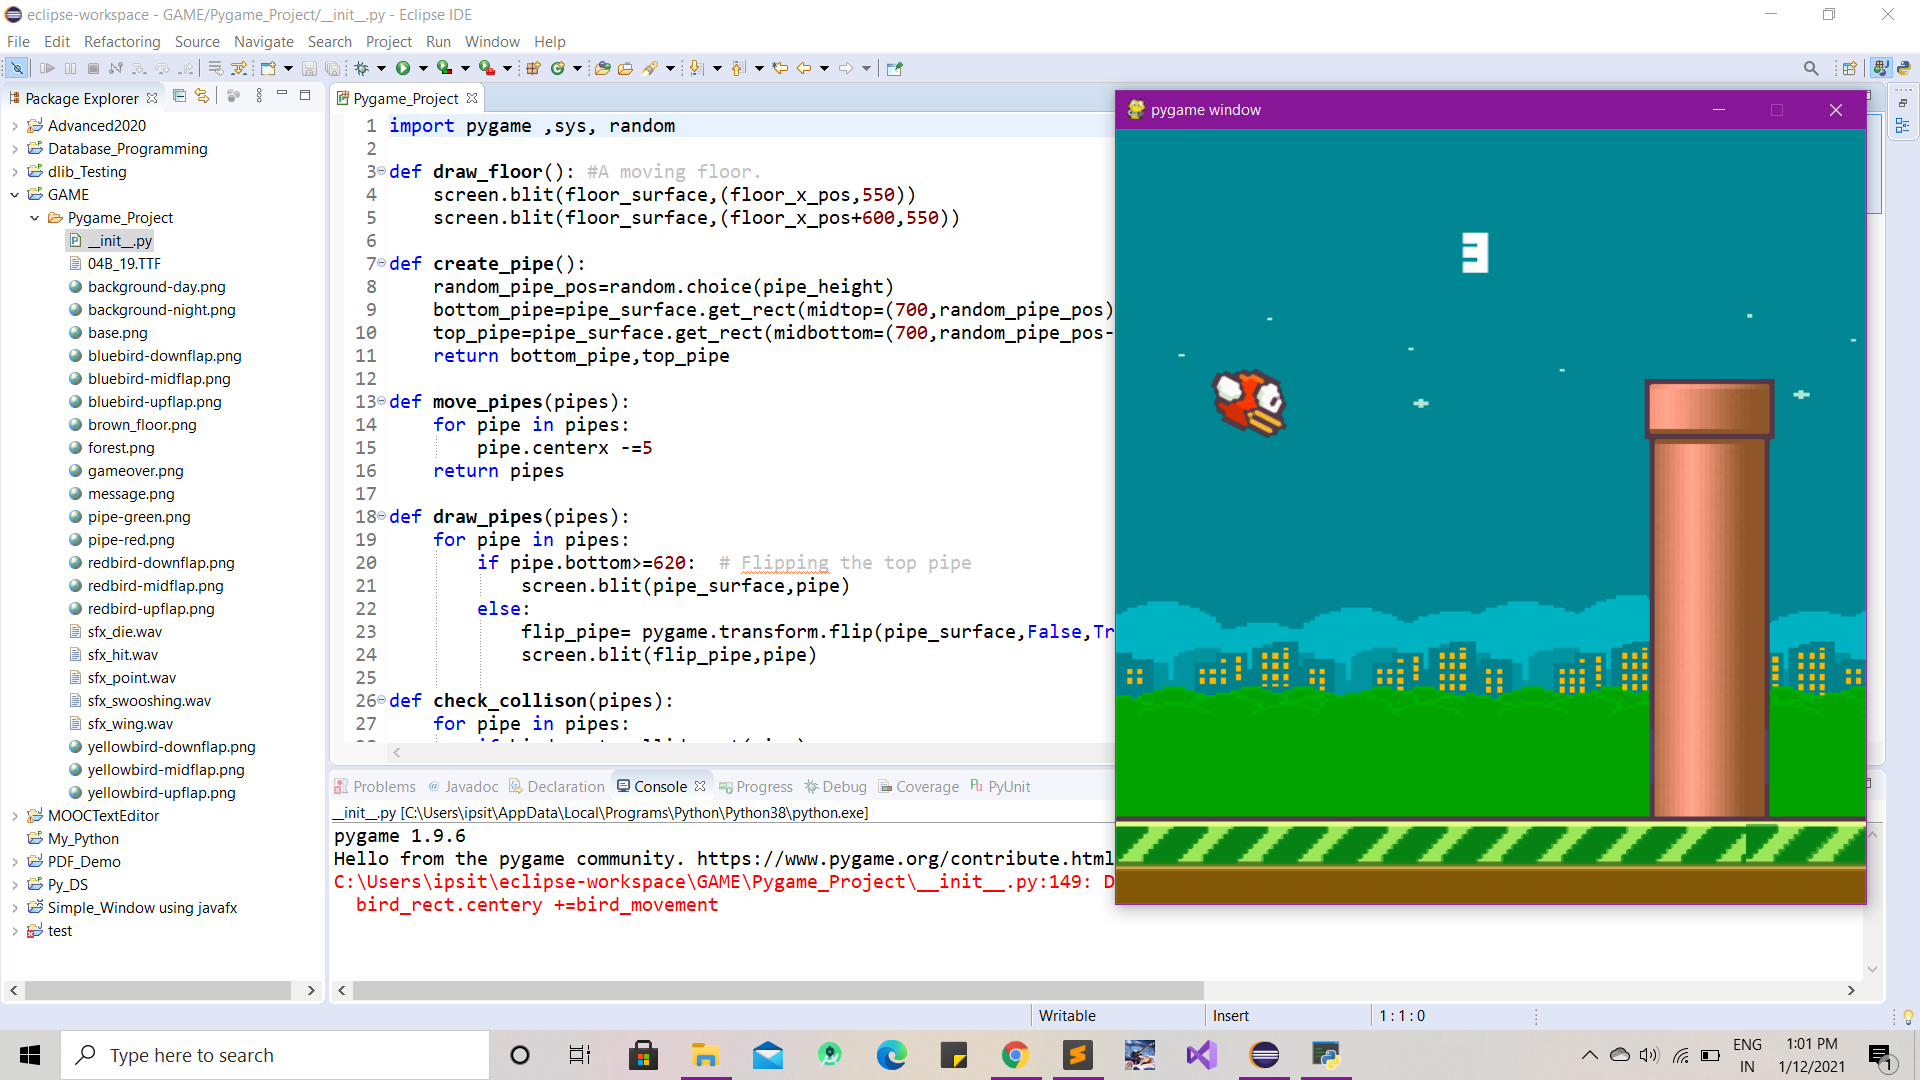 eclipse-workspace - GAME/Pygame_Project/__init__.py - Eclipse IDE
File Edit Refactoring Source Navigate Search Project Run Window Help
Package Explorer
Advanced2020
Database_Programming
dlib_Testing
GAME
Pygame_Project
__init__.py
04B_19.TTF
background-day.png
background-night.png
base.png
bluebird-downflap.png
bluebird-midflap.png
bluebird-upflap.png
brown_floor.png
forest.png
gameover.png
message.png
pipe-green.png
pipe-red.png
redbird-downflap.png
redbird-midflap.png
redbird-upflap.png
sfx_die.wav
sfx_hit.wav
sfx_point.wav
sfx_swooshing.wav
sfx_wing.wav
yellowbird-downflap.png
yellowbird-midflap.png
yellowbird-upflap.png
MOOCTextEditor
My_Python
PDF_Demo
Py_DS
Simple_Window using javafx
test
Pygame_Project
1 import pygame ,sys, random
2
3 def draw_floor(): #A moving floor.
4 screen.blit(floor_surface,(floor_x_pos,550))
5 screen.blit(floor_surface,(floor_x_pos+600,550))
6
7 def create_pipe():
8 random_pipe_pos=random.choice(pipe_height)
9 bottom_pipe=pipe_surface.get_rect(midtop=(700,random_pipe_pos)
10 top_pipe=pipe_surface.get_rect(midbottom=(700,random_pipe_pos-
11 return bottom_pipe,top_pipe
12
13 def move_pipes(pipes):
14 for pipe in pipes:
15 pipe.centerx -=5
16 return pipes
17
18 def draw_pipes(pipes):
19 for pipe in pipes:
20 if pipe.bottom>=620: # Flipping the top pipe
21 screen.blit(pipe_surface,pipe)
22 else:
23 flip_pipe= pygame.transform.flip(pipe_surface,False,Tr
24 screen.blit(flip_pipe,pipe)
25
26 def check_collison(pipes):
27 for pipe in pipes:
pygame window
3
Problems Javadoc Declaration Console Progress Debug Coverage PyUnit
__init__.py [C:\Users\ipsit\AppData\Local\Programs\Python\Python38\python.exe]
pygame 1.9.6
Hello from the pygame community. https://www.pygame.org/contribute.html
C:\Users\ipsit\eclipse-workspace\GAME\Pygame_Project\__init__.py:149: D
bird_rect.centery +=bird_movement
Writable Insert 1 : 1 : 0
Type here to search
ENG
IN
1:01 PM
1/12/2021
1